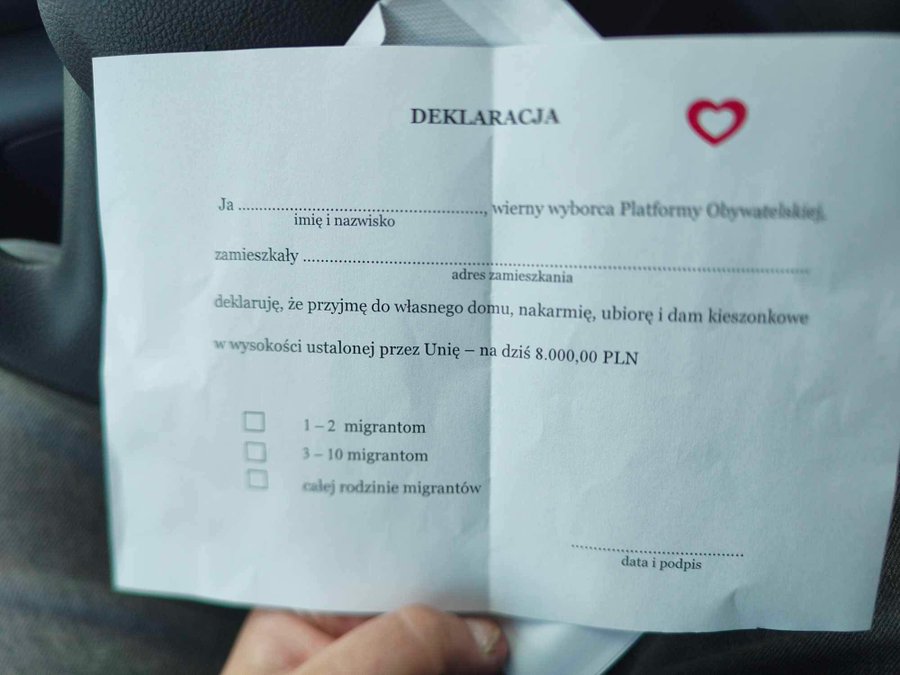 DEKLARACJA
Ja ................................................, wierny wyborca Platformy Obywatelskiej,
imię i nazwisko
zamieszkały ................................................................................................
adres zamieszkania
deklaruję, że przyjmę do własnego domu, nakarmię, ubiorę i dam kieszonkowe
w wysokości ustalonej przez Unię – na dziś 8.000,00 PLN
1 – 2 migrantom
3 – 10 migrantom
całej rodzinie migrantów
..................................
data i podpis